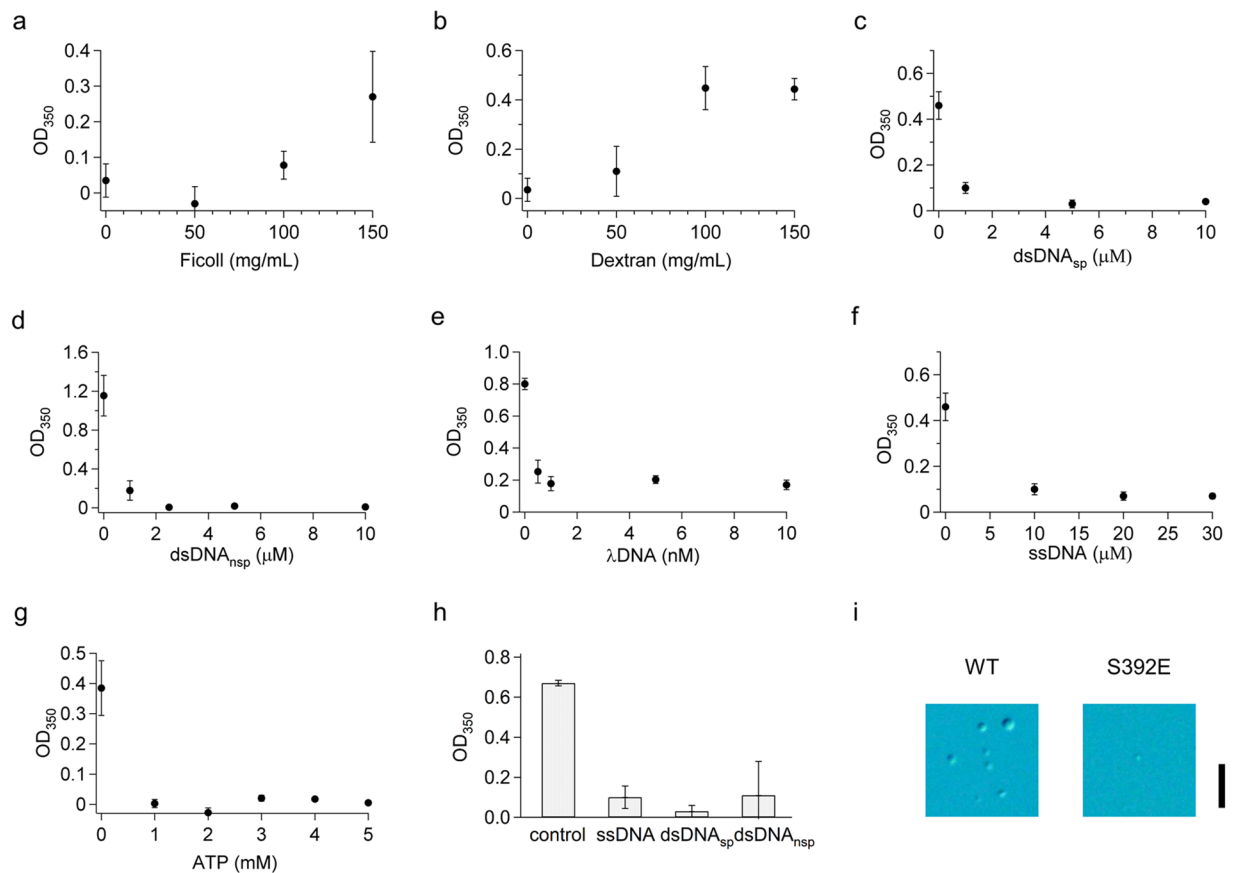 a
0.4
0.3
0.2
0.1
0
OD350
0 50 100 150
Ficoll (mg/mL)
b
0.6
0.4
0.2
0
OD350
0 50 100 150
Dextran (mg/mL)
c
0.6
0.4
0.2
0
OD350
0 2 4 6 8 10
dsDNAsp (μM)
d
1.6
1.2
0.8
0.4
0
OD350
0 2 4 6 8 10
dsDNAnsp (μM)
e
1.0
0.8
0.6
0.4
0.2
0
OD350
0 2 4 6 8 10
λDNA (nM)
f
0.6
0.4
0.2
0
OD350
0 5 10 15 20 25 30
ssDNA (μM)
g
0.5
0.4
0.3
0.2
0.1
0
OD350
0 1 2 3 4 5
ATP (mM)
h
0.8
0.6
0.4
0.2
0.0
OD350
control ssDNA dsDNAsp dsDNAnsp
i
WT S392E